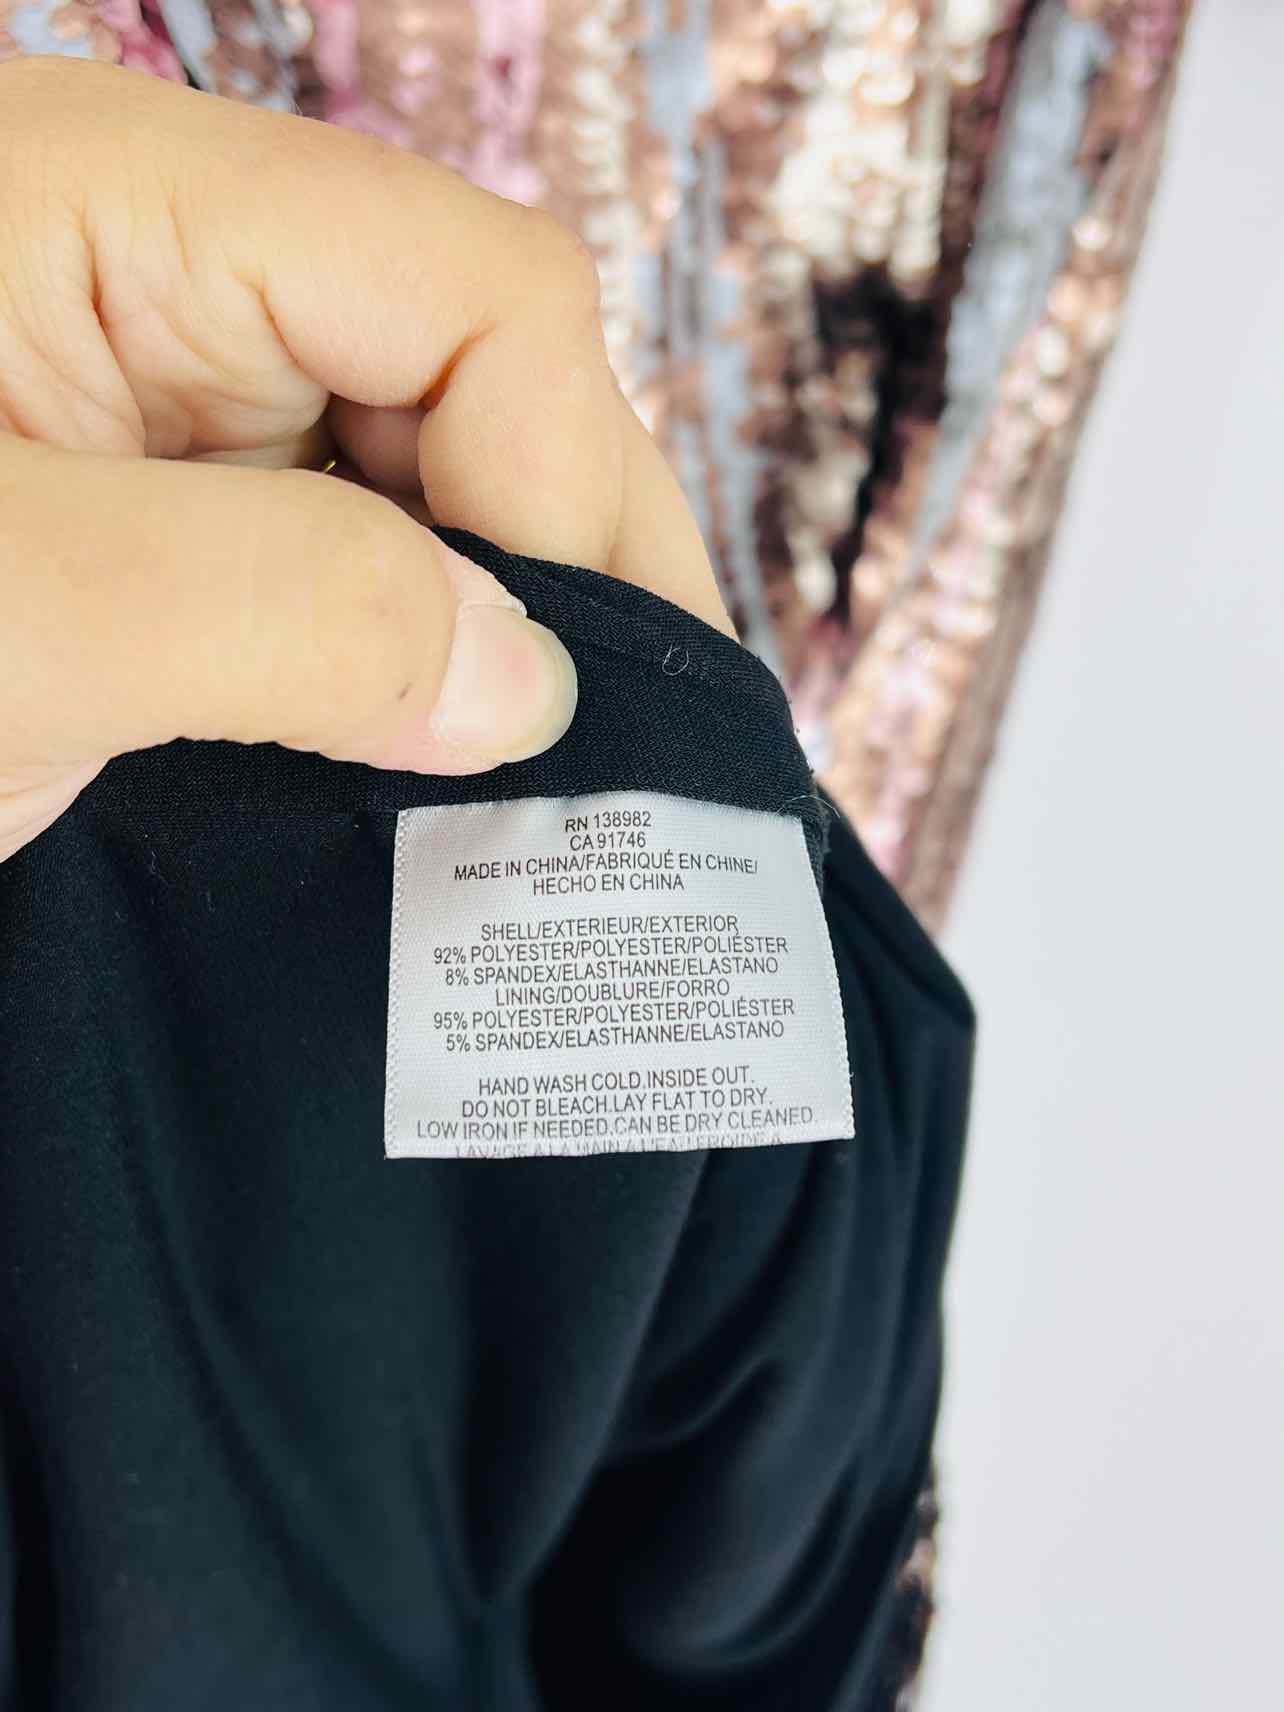 RN 138982
CA 91746
MADE IN CHINA/FABRIQUÉ EN CHINE/
HECHO EN CHINA
SHELL/EXTERIEUR/EXTERIOR
92% POLYESTER/POLYESTER/POLIÉSTER
8% SPANDEX/ELASTHANNE/ELASTANO
LINING/DOUBLURE/FORRO
95% POLYESTER/POLYESTER/POLIÉSTER
5% SPANDEX/ELASTHANNE/ELASTANO
HAND WASH COLD.INSIDE OUT.
DO NOT BLEACH.LAY FLAT TO DRY.
LOW IRON IF NEEDED.CAN BE DRY CLEANED.